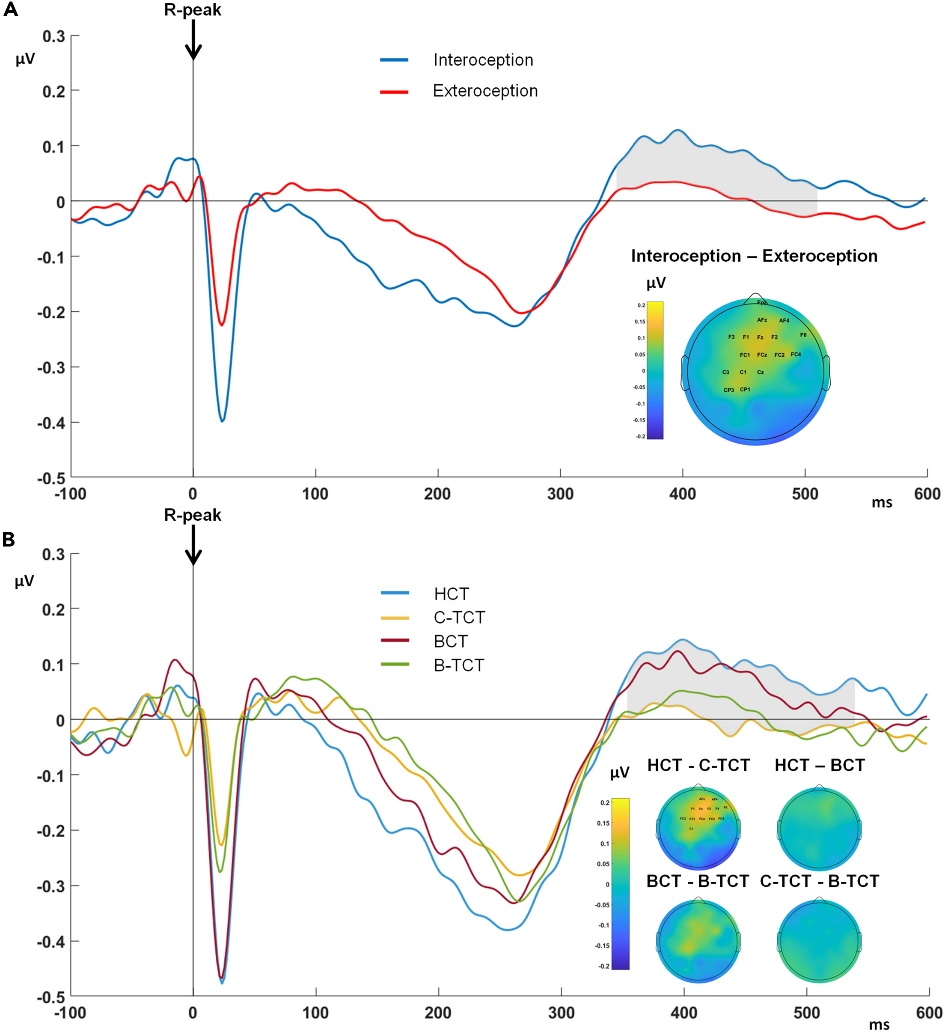 A
R-peak
0.3
µV
0.2
0.1
0
-0.1
-0.2
-0.3
-0.4
-0.5
Interoception
Exteroception
Interoception – Exteroception
µV
0.2
0.15
0.1
0.05
0
-0.05
-0.1
-0.15
-0.2
AFz AF4
F3 F1 Fz F2 F6
FC1 FCz FC2 FC4
C3 C1 Cz
CP3 CP1
-100 0 100 200 300 400 500 600
ms
B
R-peak
0.3
µV
0.2
0.1
0
-0.1
-0.2
-0.3
-0.4
-0.5
HCT
C-TCT
BCT
B-TCT
µV
0.2
0.15
0.1
0.05
0
-0.05
-0.1
-0.15
-0.2
HCT - C-TCT HCT – BCT
BCT - B-TCT C-TCT - B-TCT
-100 0 100 200 300 400 500 600
ms